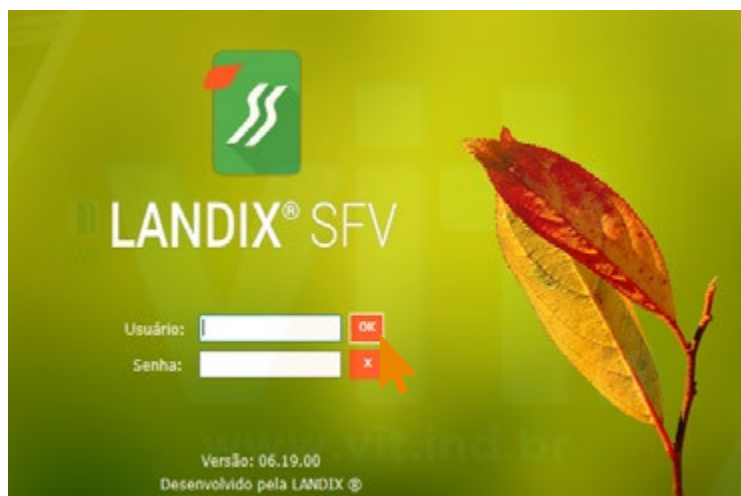 LANDIX® SFV
Usuário:
OK
Senha:
X
www.vit.ind.br
Versão: 06.19.00
Desenvolvido pela LANDIX ®